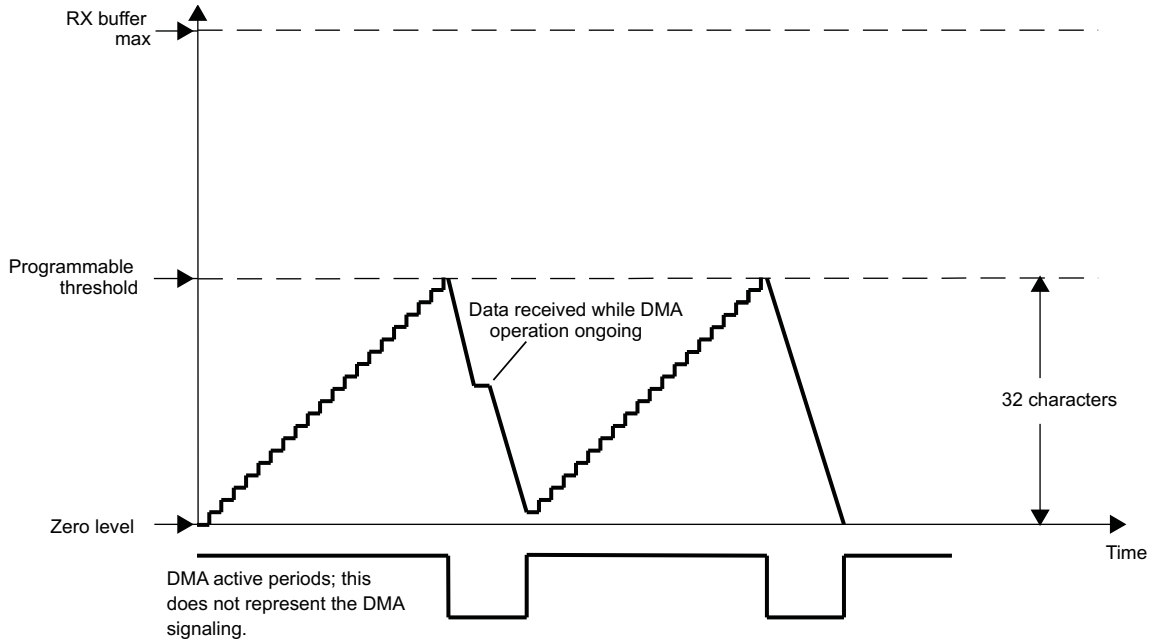 RX buffer
max
Programmable
threshold
Data received while DMA
operation ongoing
32 characters
Zero level
Time
DMA active periods; this
does not represent the DMA
signaling.